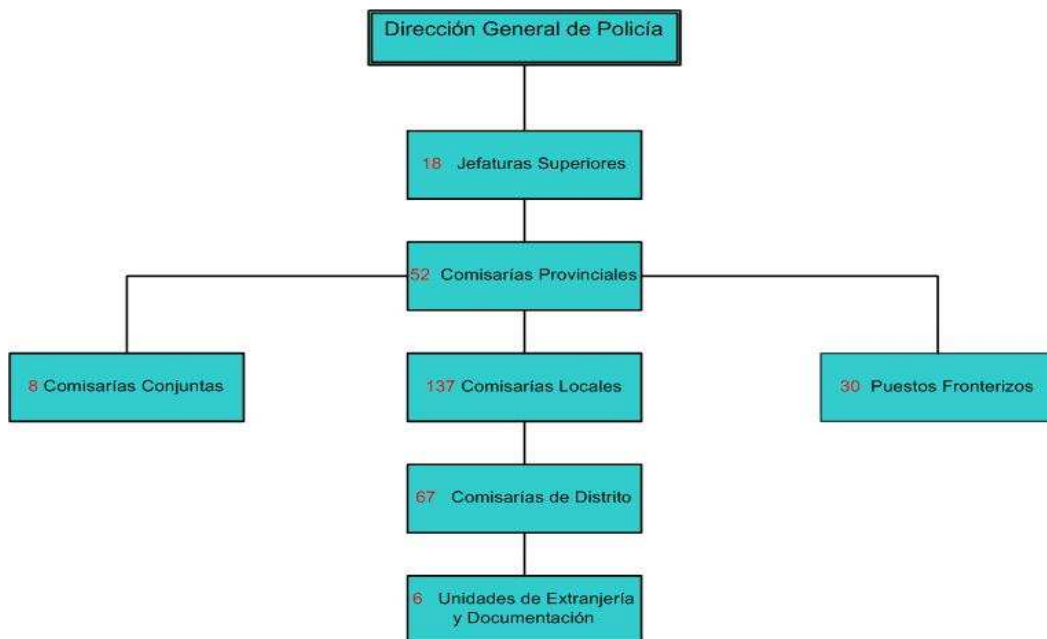 Dirección General de Policía
18 Jefaturas Superiores
52 Comisarías Provinciales
8 Comisarías Conjuntas
137 Comisarías Locales
30 Puestos Fronterizos
67 Comisarías de Distrito
6 Unidades de Extranjería
y Documentación